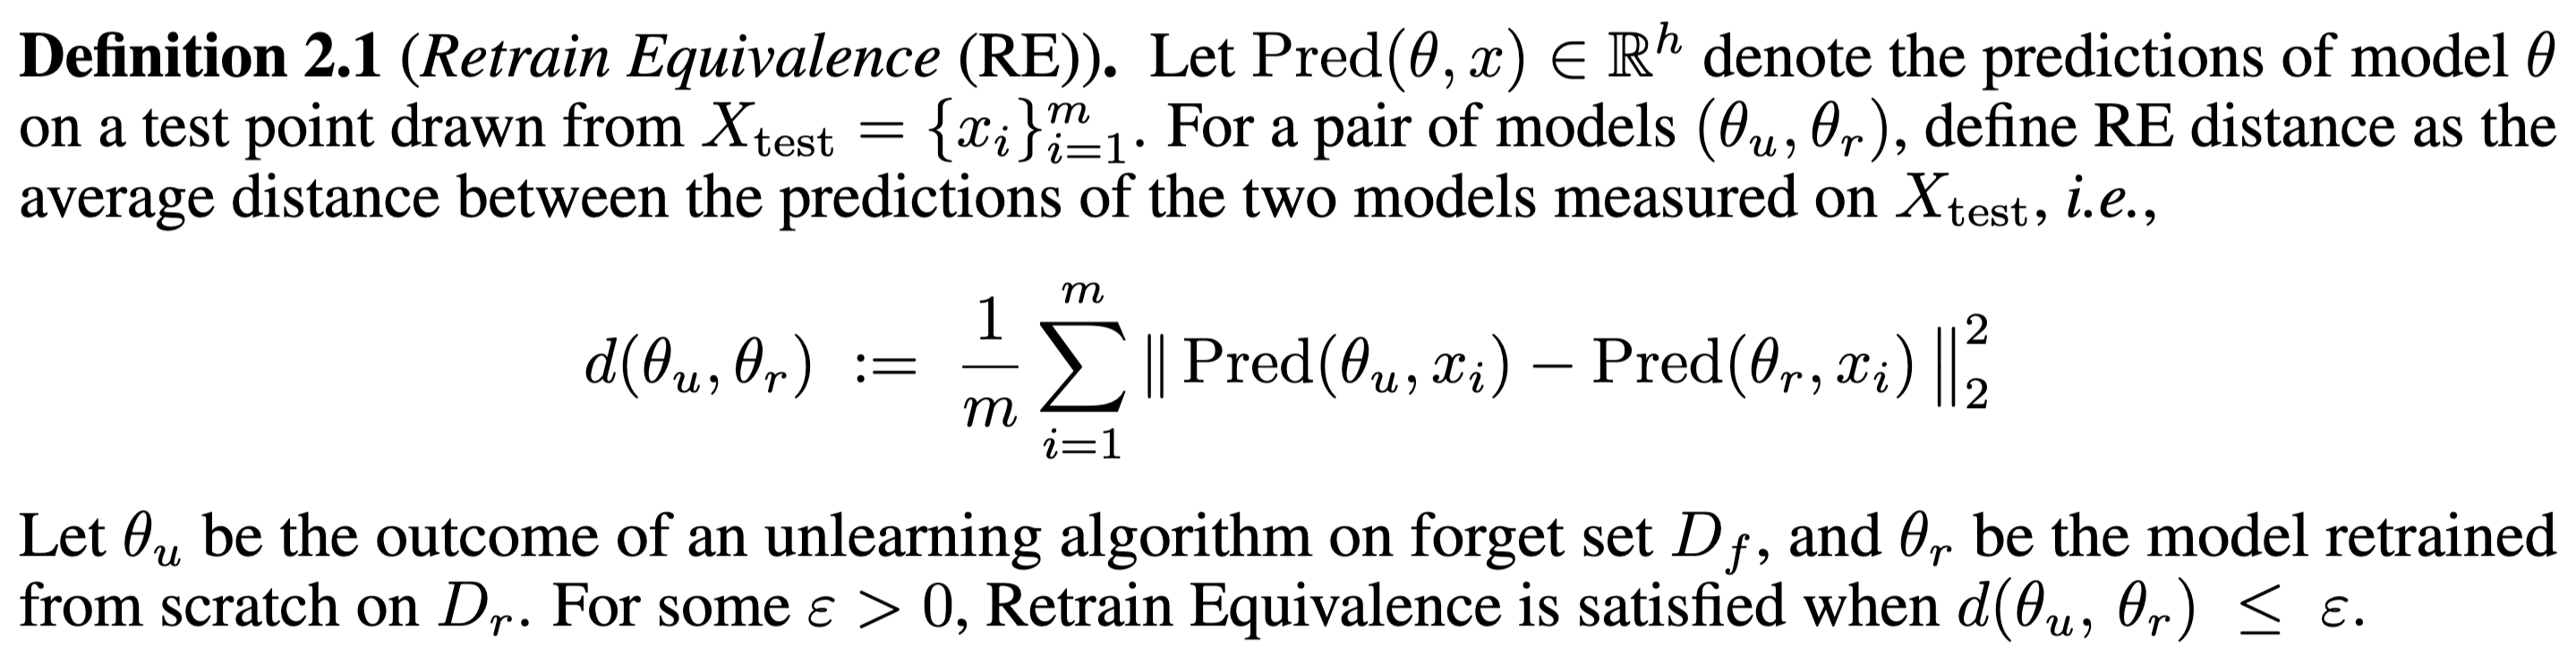 Definition 2.1 (Retrain Equivalence (RE)). Let Pred(θ, x) ∈ ℝ^h denote the predictions of model θ
on a test point drawn from X_test = {x_i}_{i=1}^m. For a pair of models (θ_u, θ_r), define RE distance as the
average distance between the predictions of the two models measured on X_test, i.e.,
d(θ_u, θ_r) := \frac{1}{m} \sum_{i=1}^{m} ‖ Pred(θ_u, x_i) − Pred(θ_r, x_i) ‖_2^2
Let θ_u be the outcome of an unlearning algorithm on forget set D_f, and θ_r be the model retrained
from scratch on D_r. For some ε > 0, Retrain Equivalence is satisfied when d(θ_u, θ_r) ≤ ε.